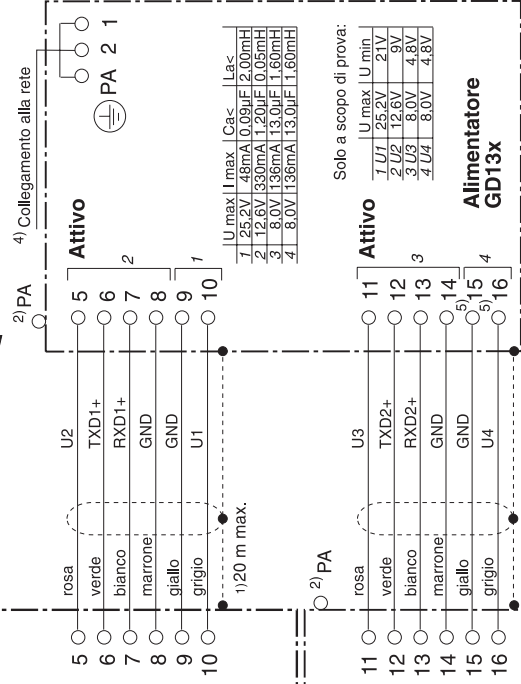 4) Collegamento alla rete
PA 2 1
2) PA
Attivo
2
1
5 rosa U2 5
6 verde TXD1+ 6
7 bianco RXD1+ 7
8 marrone GND 8
9 giallo GND 9
10 grigio U1 10
1) 20 m max.
U max I max Ca< La<
1 25,2V 48mA 0,09µF 2,00mH
2 12,6V 330mA 1,20µF 0,05mH
3 8,0V 136mA 13,0µF 1,60mH
4 8,0V 136mA 13,0µF 1,60mH
Solo a scopo di prova:
U max U min
1 U1 25,2V 21V
2 U2 12,6V 9V
3 U3 8,0V 4,8V
4 U4 8,0V 4,8V
2) PA
Attivo
3
4
11 rosa U3 11
12 verde TXD2+ 12
13 bianco RXD2+ 13
14 marrone GND 14
15 giallo GND 5) 15
16 grigio U4 5) 16
Alimentatore
GD13x